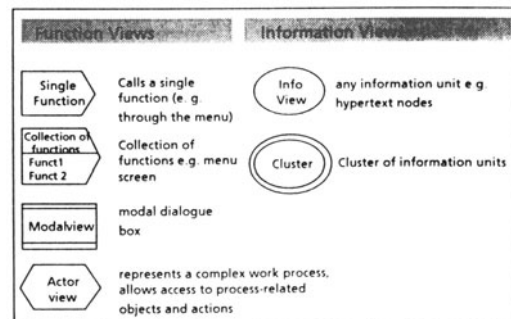 Function Views
Information Views
Single
Function
Calls a single
function (e. g.
through the menu)
Info
View
any information unit e g.
hypertext nodes
Collection of
functions
Funct1
Funct 2
Collection of
functions e.g. menu
screen
Cluster
Cluster of information units
Modalview
modal dialogue
box
Actor
view
represents a complex work process,
allows access to process-related
objects and actions